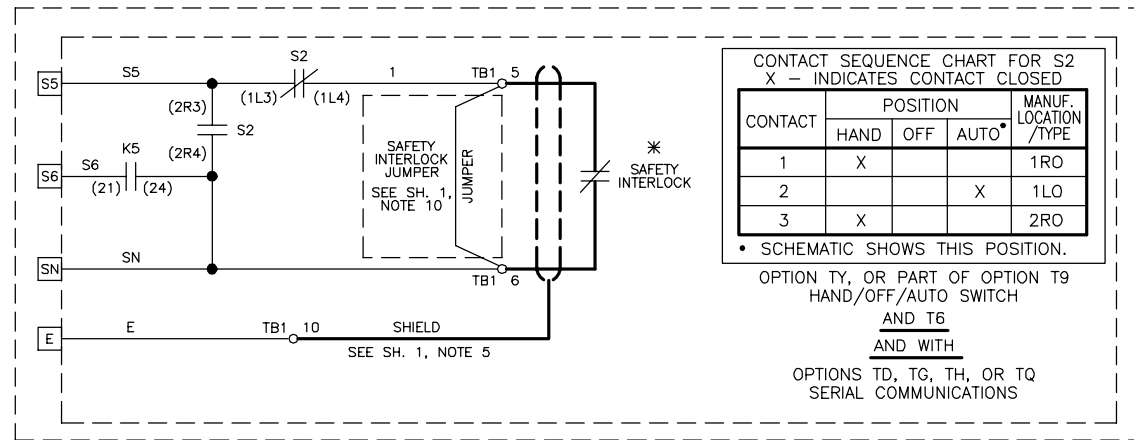 S5
S5
(2R3)
S2
(1L3)
(1L4)
1
TB1 5
S2
(2R4)
S6
S6
K5
(21)
(24)
SAFETY
INTERLOCK
JUMPER
SEE SH. 1,
NOTE 10
JUMPER
*
SAFETY
INTERLOCK
SN
SN
TB1 6
E
E
TB1 10
SHIELD
SEE SH. 1, NOTE 5
CONTACT SEQUENCE CHART FOR S2
X – INDICATES CONTACT CLOSED
CONTACT
POSITION
MANUF.
LOCATION
/TYPE
HAND OFF AUTO•
1 X 1RO
2 X 1LO
3 X 2RO
• SCHEMATIC SHOWS THIS POSITION.
OPTION TY, OR PART OF OPTION T9
HAND/OFF/AUTO SWITCH
AND T6
AND WITH
OPTIONS TD, TG, TH, OR TQ
SERIAL COMMUNICATIONS